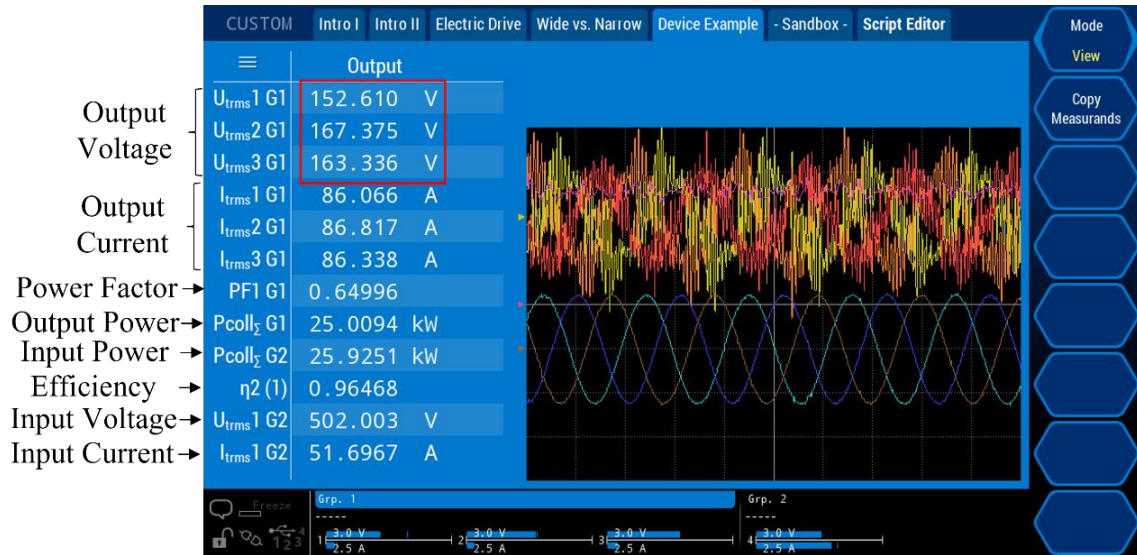 CUSTOM Intro I Intro II Electric Drive Wide vs. Narrow Device Example - Sandbox - Script Editor
Mode
View
Copy
Measurands
Output
Output
Voltage
Utrms1 G1 152.610 V
Utrms2 G1 167.375 V
Utrms3 G1 163.336 V
Output
Current
Itrms1 G1 86.066 A
Itrms2 G1 86.817 A
Itrms3 G1 86.338 A
Power Factor PF1 G1 0.64996
Output Power PcollΣ G1 25.0094 kW
Input Power PcollΣ G2 25.9251 kW
Efficiency η2 (1) 0.96468
Input Voltage Utrms1 G2 502.003 V
Input Current Itrms1 G2 51.6967 A
Freeze
4
123
Grp. 1 Grp. 2
----- -----
1 3.0 V 2 3.0 V 3 3.0 V 4 3.0 V
2.5 A 2.5 A 2.5 A 2.5 A